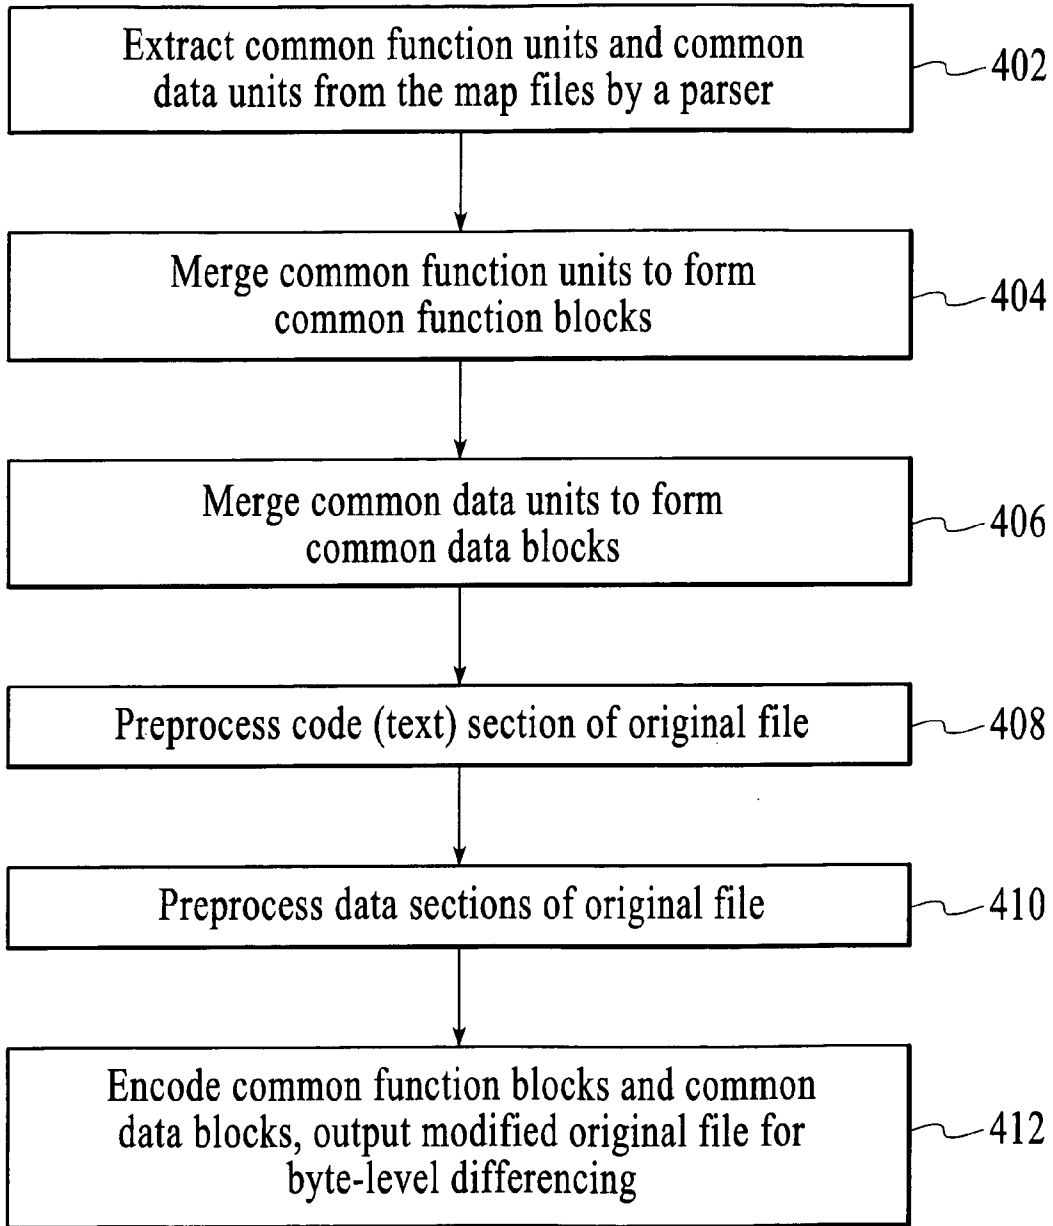 Extract common function units and common
data units from the map files by a parser
402
Merge common function units to form
common function blocks
404
Merge common data units to form
common data blocks
406
Preprocess code (text) section of original file
408
Preprocess data sections of original file
410
Encode common function blocks and common
data blocks, output modified original file for
byte-level differencing
412